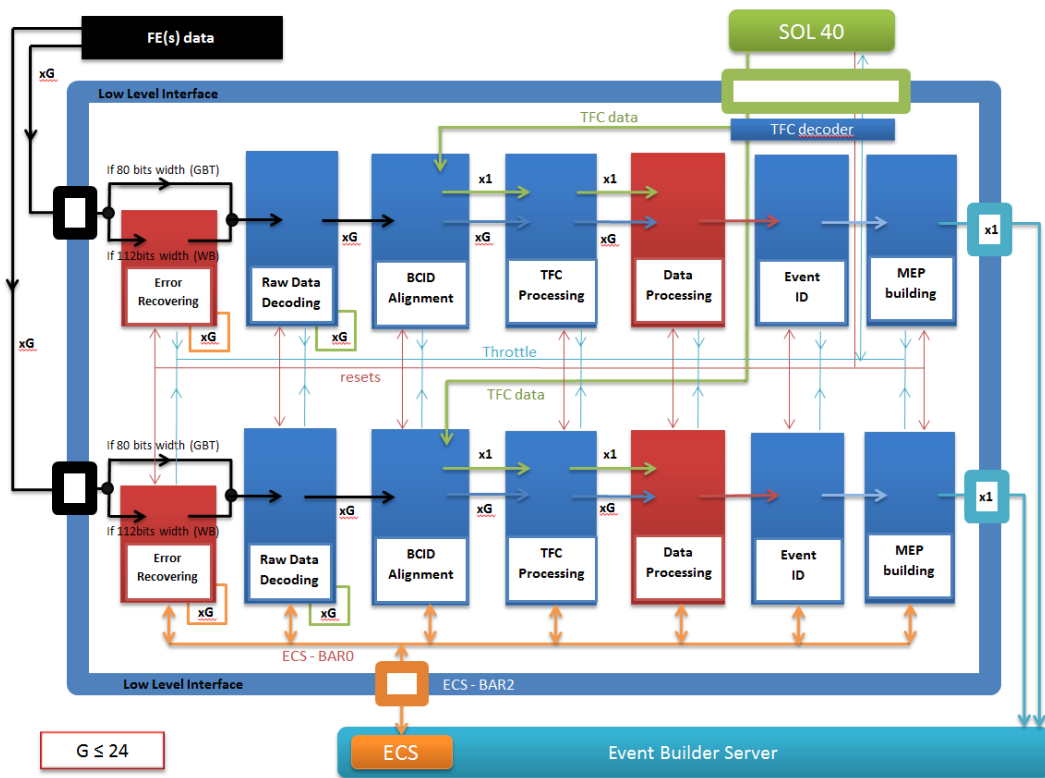 FE(s) data
SOL 40
xG
Low Level Interface
TFC data
TFC decoder
If 80 bits width (GBT)
x1
x1
xG
xG
xG
x1
If 112bits width (WB)
Error
Recovering
Raw Data
Decoding
BCID
Alignment
TFC
Processing
Data
Processing
Event
ID
MEP
building
xG
xG
xG
Throttle
resets
TFC data
If 80 bits width (GBT)
x1
x1
xG
xG
xG
x1
If 112bits width (WB)
Error
Recovering
Raw Data
Decoding
BCID
Alignment
TFC
Processing
Data
Processing
Event
ID
MEP
building
xG
xG
ECS - BAR0
Low Level Interface
ECS - BAR2
G ≤ 24
ECS
Event Builder Server